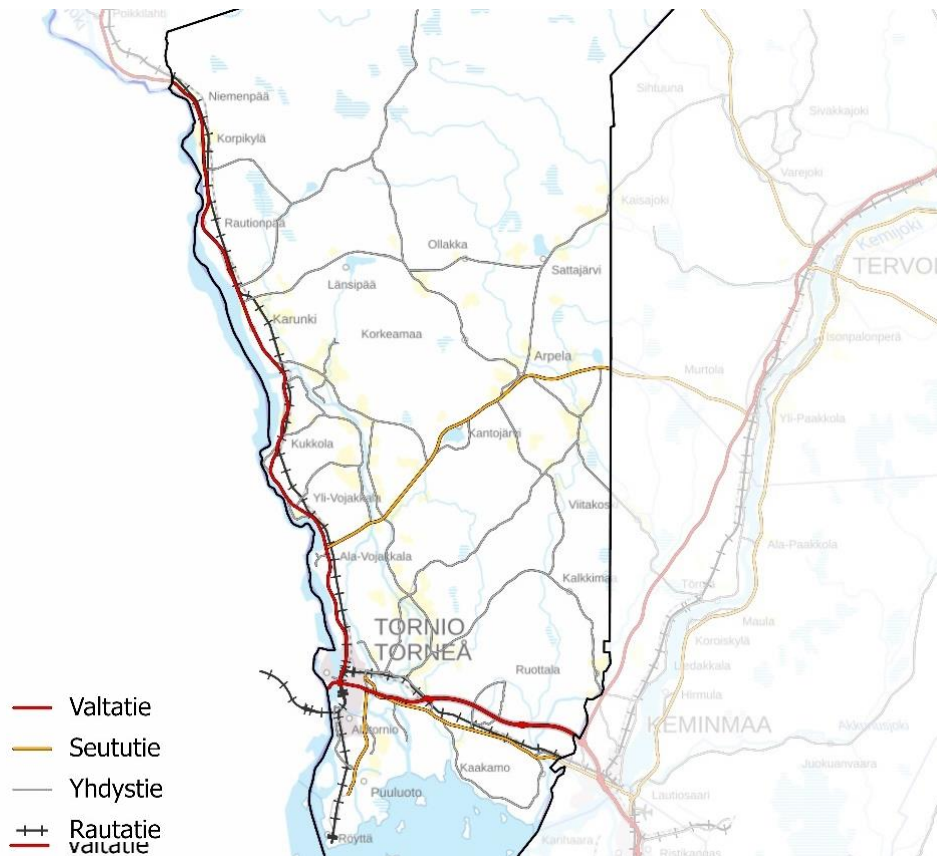 Poikkilahti
Niemenpää
Korpikylä
Rautionpää
Karunki
Kukkola
Yli-Vojakkala
Ala-Vojakkala
Länsipää
Ollakka
Sattajärvi
Korkeamaa
Arpela
Kantojärvi
Viitakoski
TORNIO
TORNEÅ
Ruottala
Alatornio
Kaakamo
Puuluoto
Röyttä
Sihtuuna
Sivakkajoki
Varejoki
Kaisajoki
Kemijoki
Isonpalonperä
Murtola
Yli-Paakkola
Ala-Paakkola
Törmä
Maula
Koroiskylä
Liedakkala
Hirmula
KEMINMAA
Akkunusjoki
Juokuanvaara
Lautiosaari
Ristikangas
Valtatie
Seututie
Yhdystie
Rautatie
Valtatie